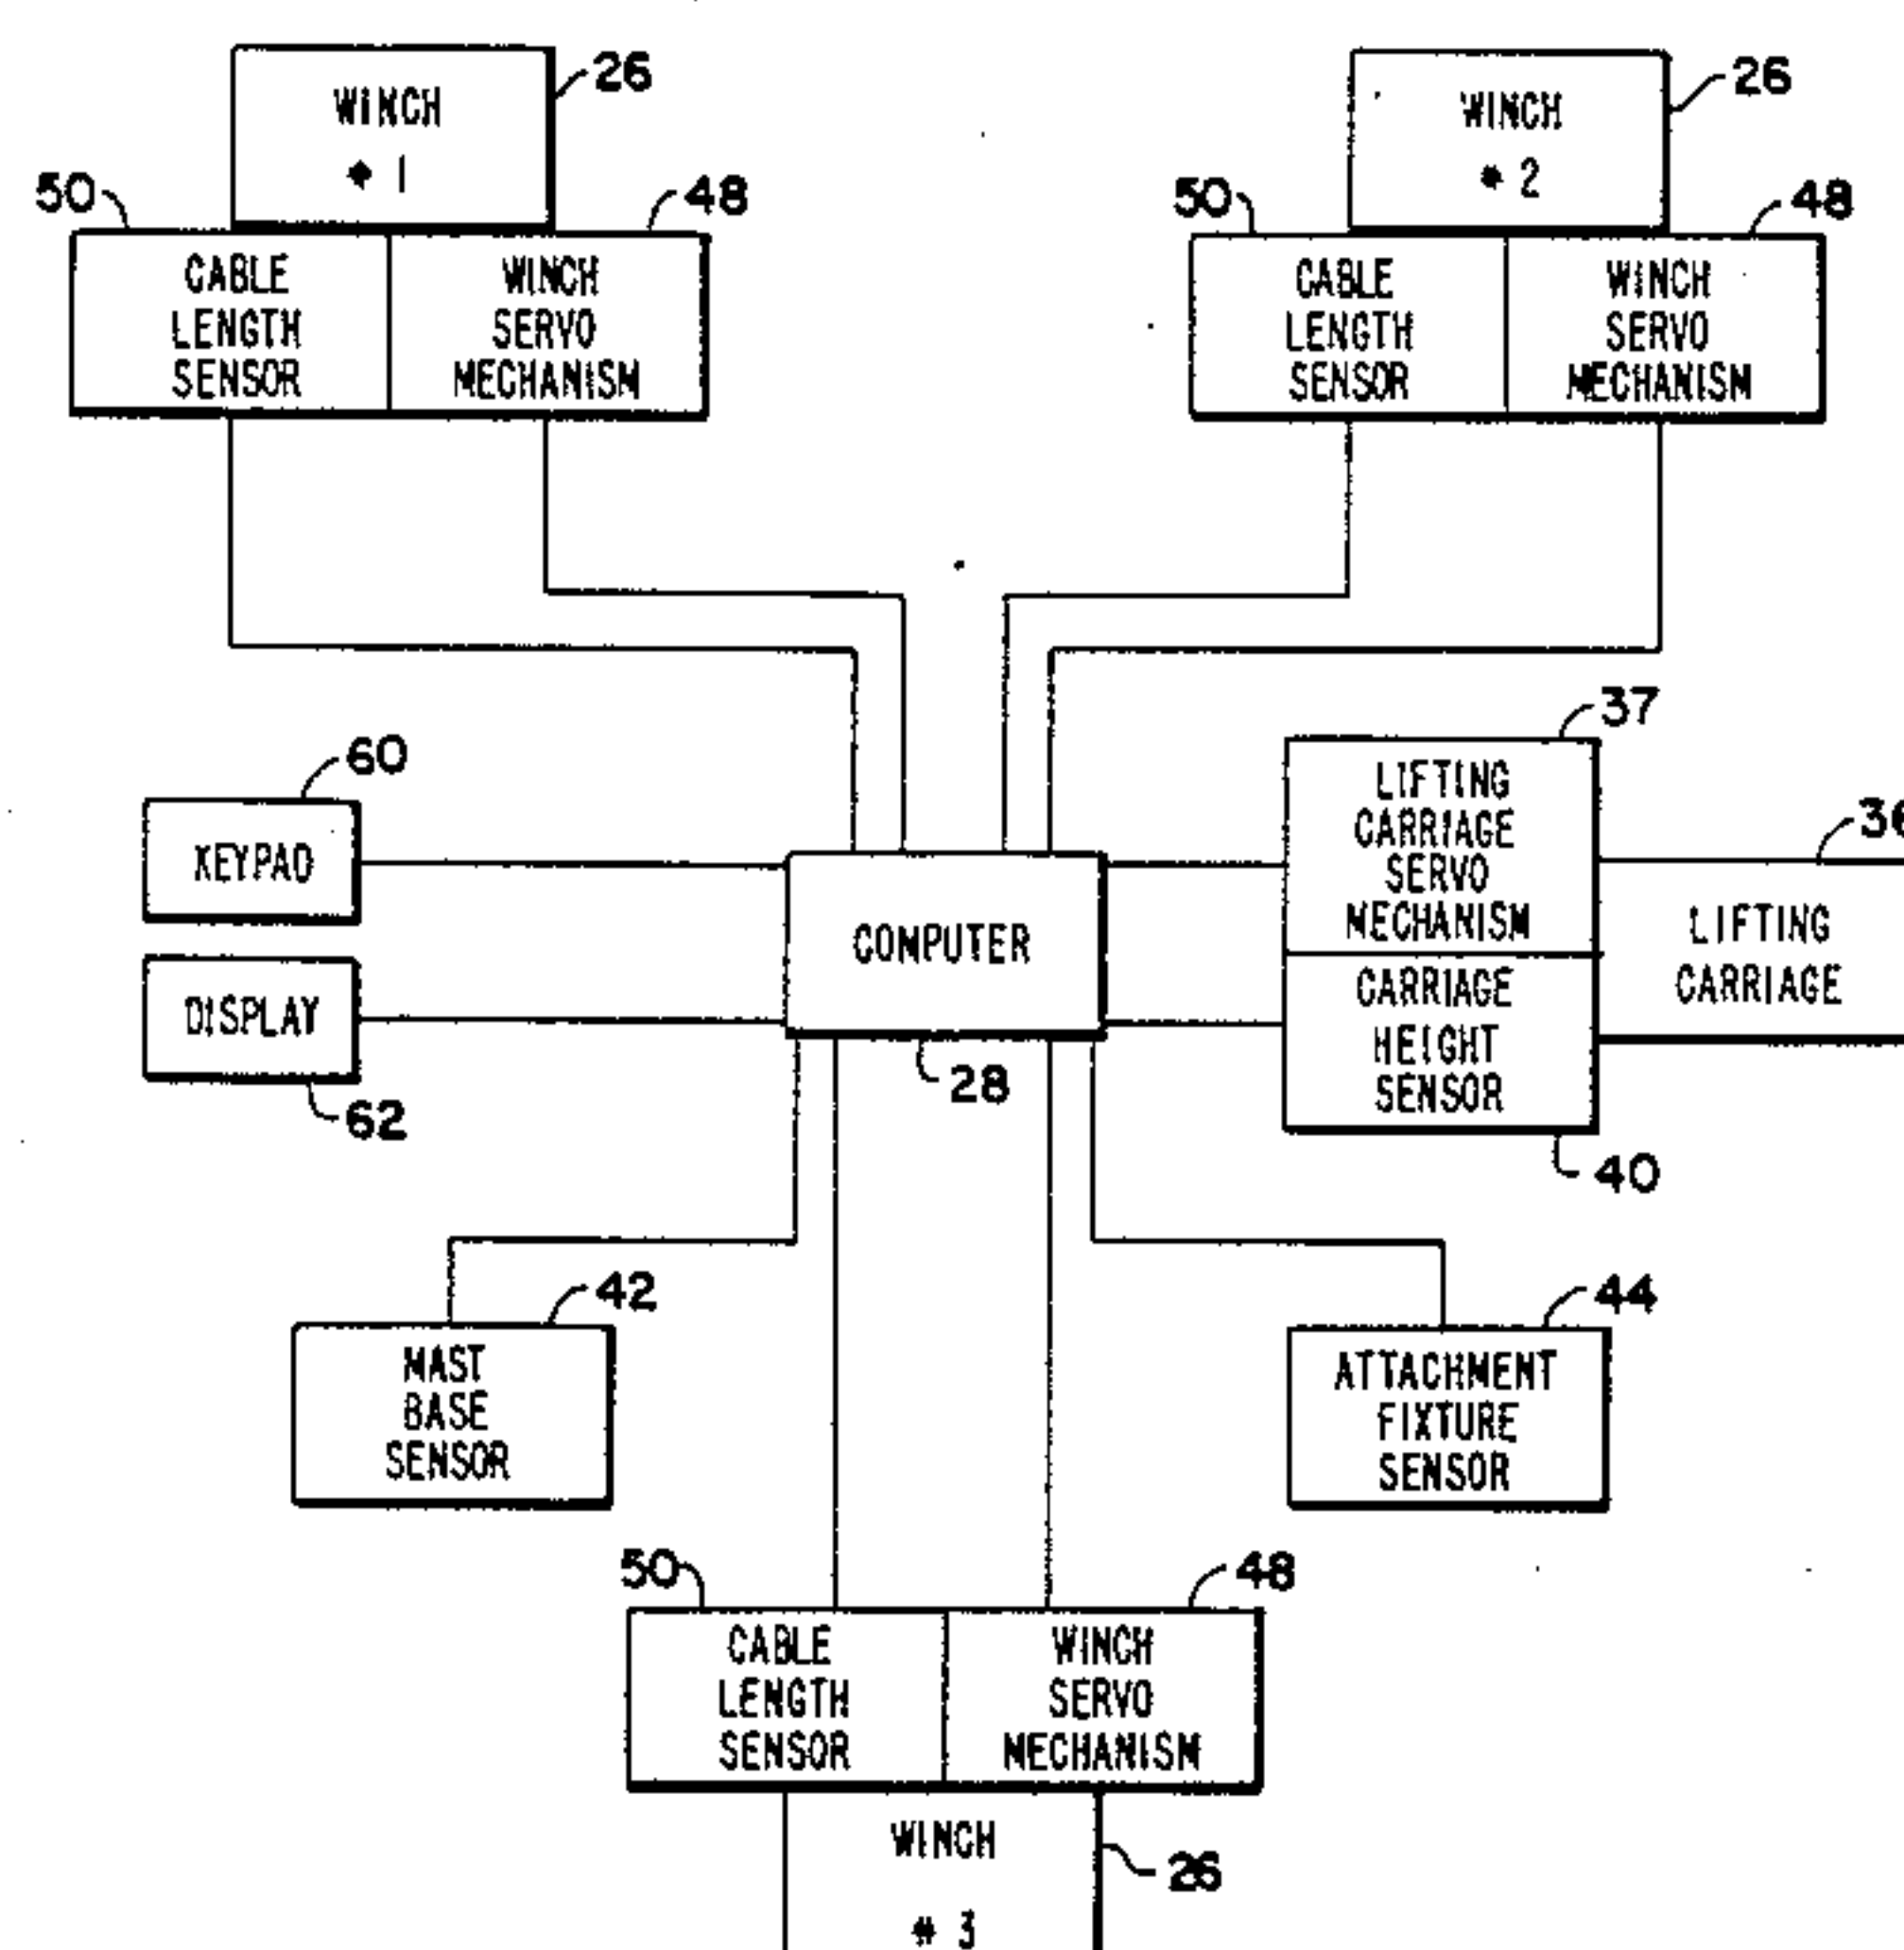 26
WINCH
# 1
50
48
CABLE
LENGTH
SENSOR
WINCH
SERVO
MECHANISM
26
WINCH
# 2
50
48
CABLE
LENGTH
SENSOR
WINCH
SERVO
MECHANISM
60
KEYPAD
DISPLAY
62
COMPUTER
28
37
LIFTING
CARRIAGE
SERVO
MECHANISM
CARRIAGE
HEIGHT
SENSOR
40
36
LIFTING
CARRIAGE
42
MAST
BASE
SENSOR
44
ATTACHMENT
FIXTURE
SENSOR
50
48
CABLE
LENGTH
SENSOR
WINCH
SERVO
MECHANISM
WINCH
# 3
26